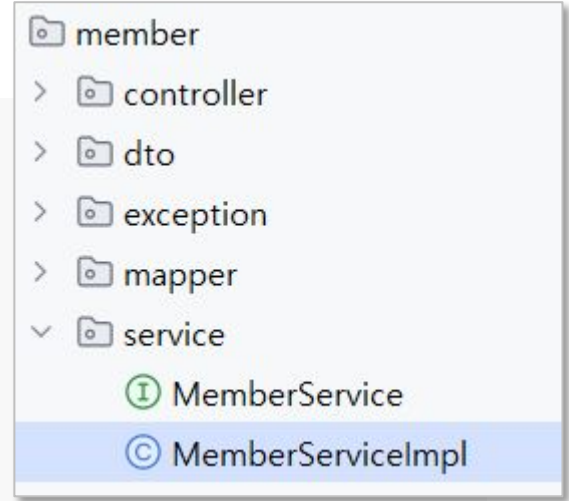 member
controller
dto
exception
mapper
service
I MemberService
C MemberServiceImpl